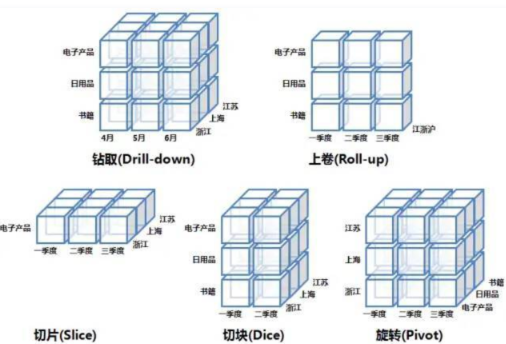 电子产品
日用品
书籍
4月 5月 6月
江苏
上海
浙江
钻取(Drill-down)
电子产品
日用品
书籍
一季度 二季度 三季度
江浙沪
上卷(Roll-up)
电子产品
一季度 二季度 三季度
江苏
上海
浙江
切片(Slice)
电子产品
日用品
书籍
一季度 二季度
江苏
上海
浙江
切块(Dice)
江苏
上海
浙江
一季度 二季度 三季度
书籍
日用品
电子产品
旋转(Pivot)